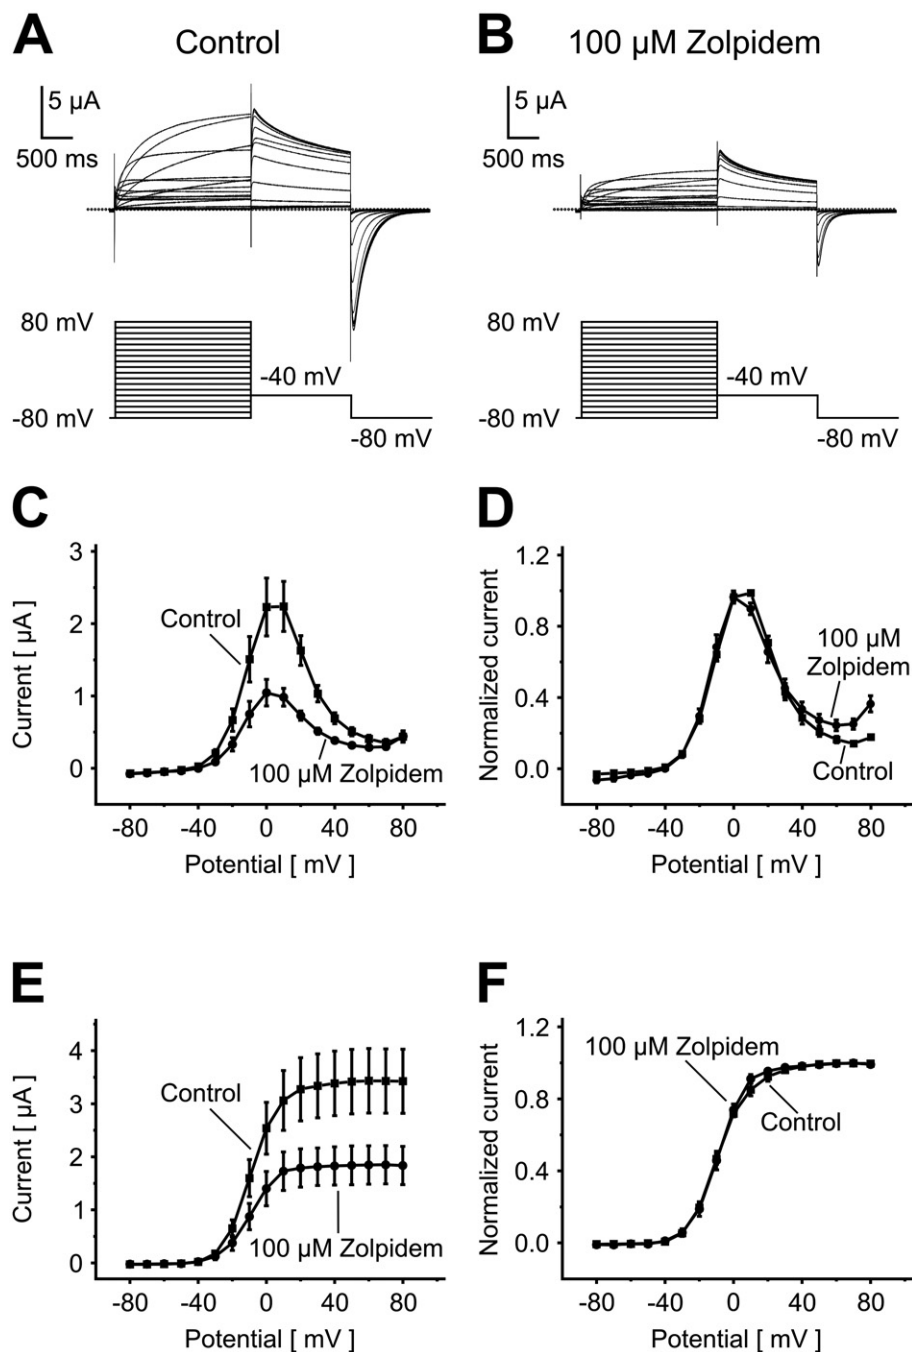 A Control
5 µA
500 ms
80 mV
-40 mV
-80 mV
-80 mV
B 100 µM Zolpidem
5 µA
500 ms
80 mV
-40 mV
-80 mV
-80 mV
C
3
2
1
0
Current [ µA ]
Control
100 µM Zolpidem
-80 -40 0 40 80
Potential [ mV ]
D
1.2
0.8
0.4
0.0
Normalized current
100 µM
Zolpidem
Control
-80 -40 0 40 80
Potential [ mV ]
E
4
3
2
1
0
Current [ µA ]
Control
100 µM Zolpidem
-80 -40 0 40 80
Potential [ mV ]
F
1.2
0.8
0.4
0.0
Normalized current
100 µM Zolpidem
Control
-80 -40 0 40 80
Potential [ mV ]